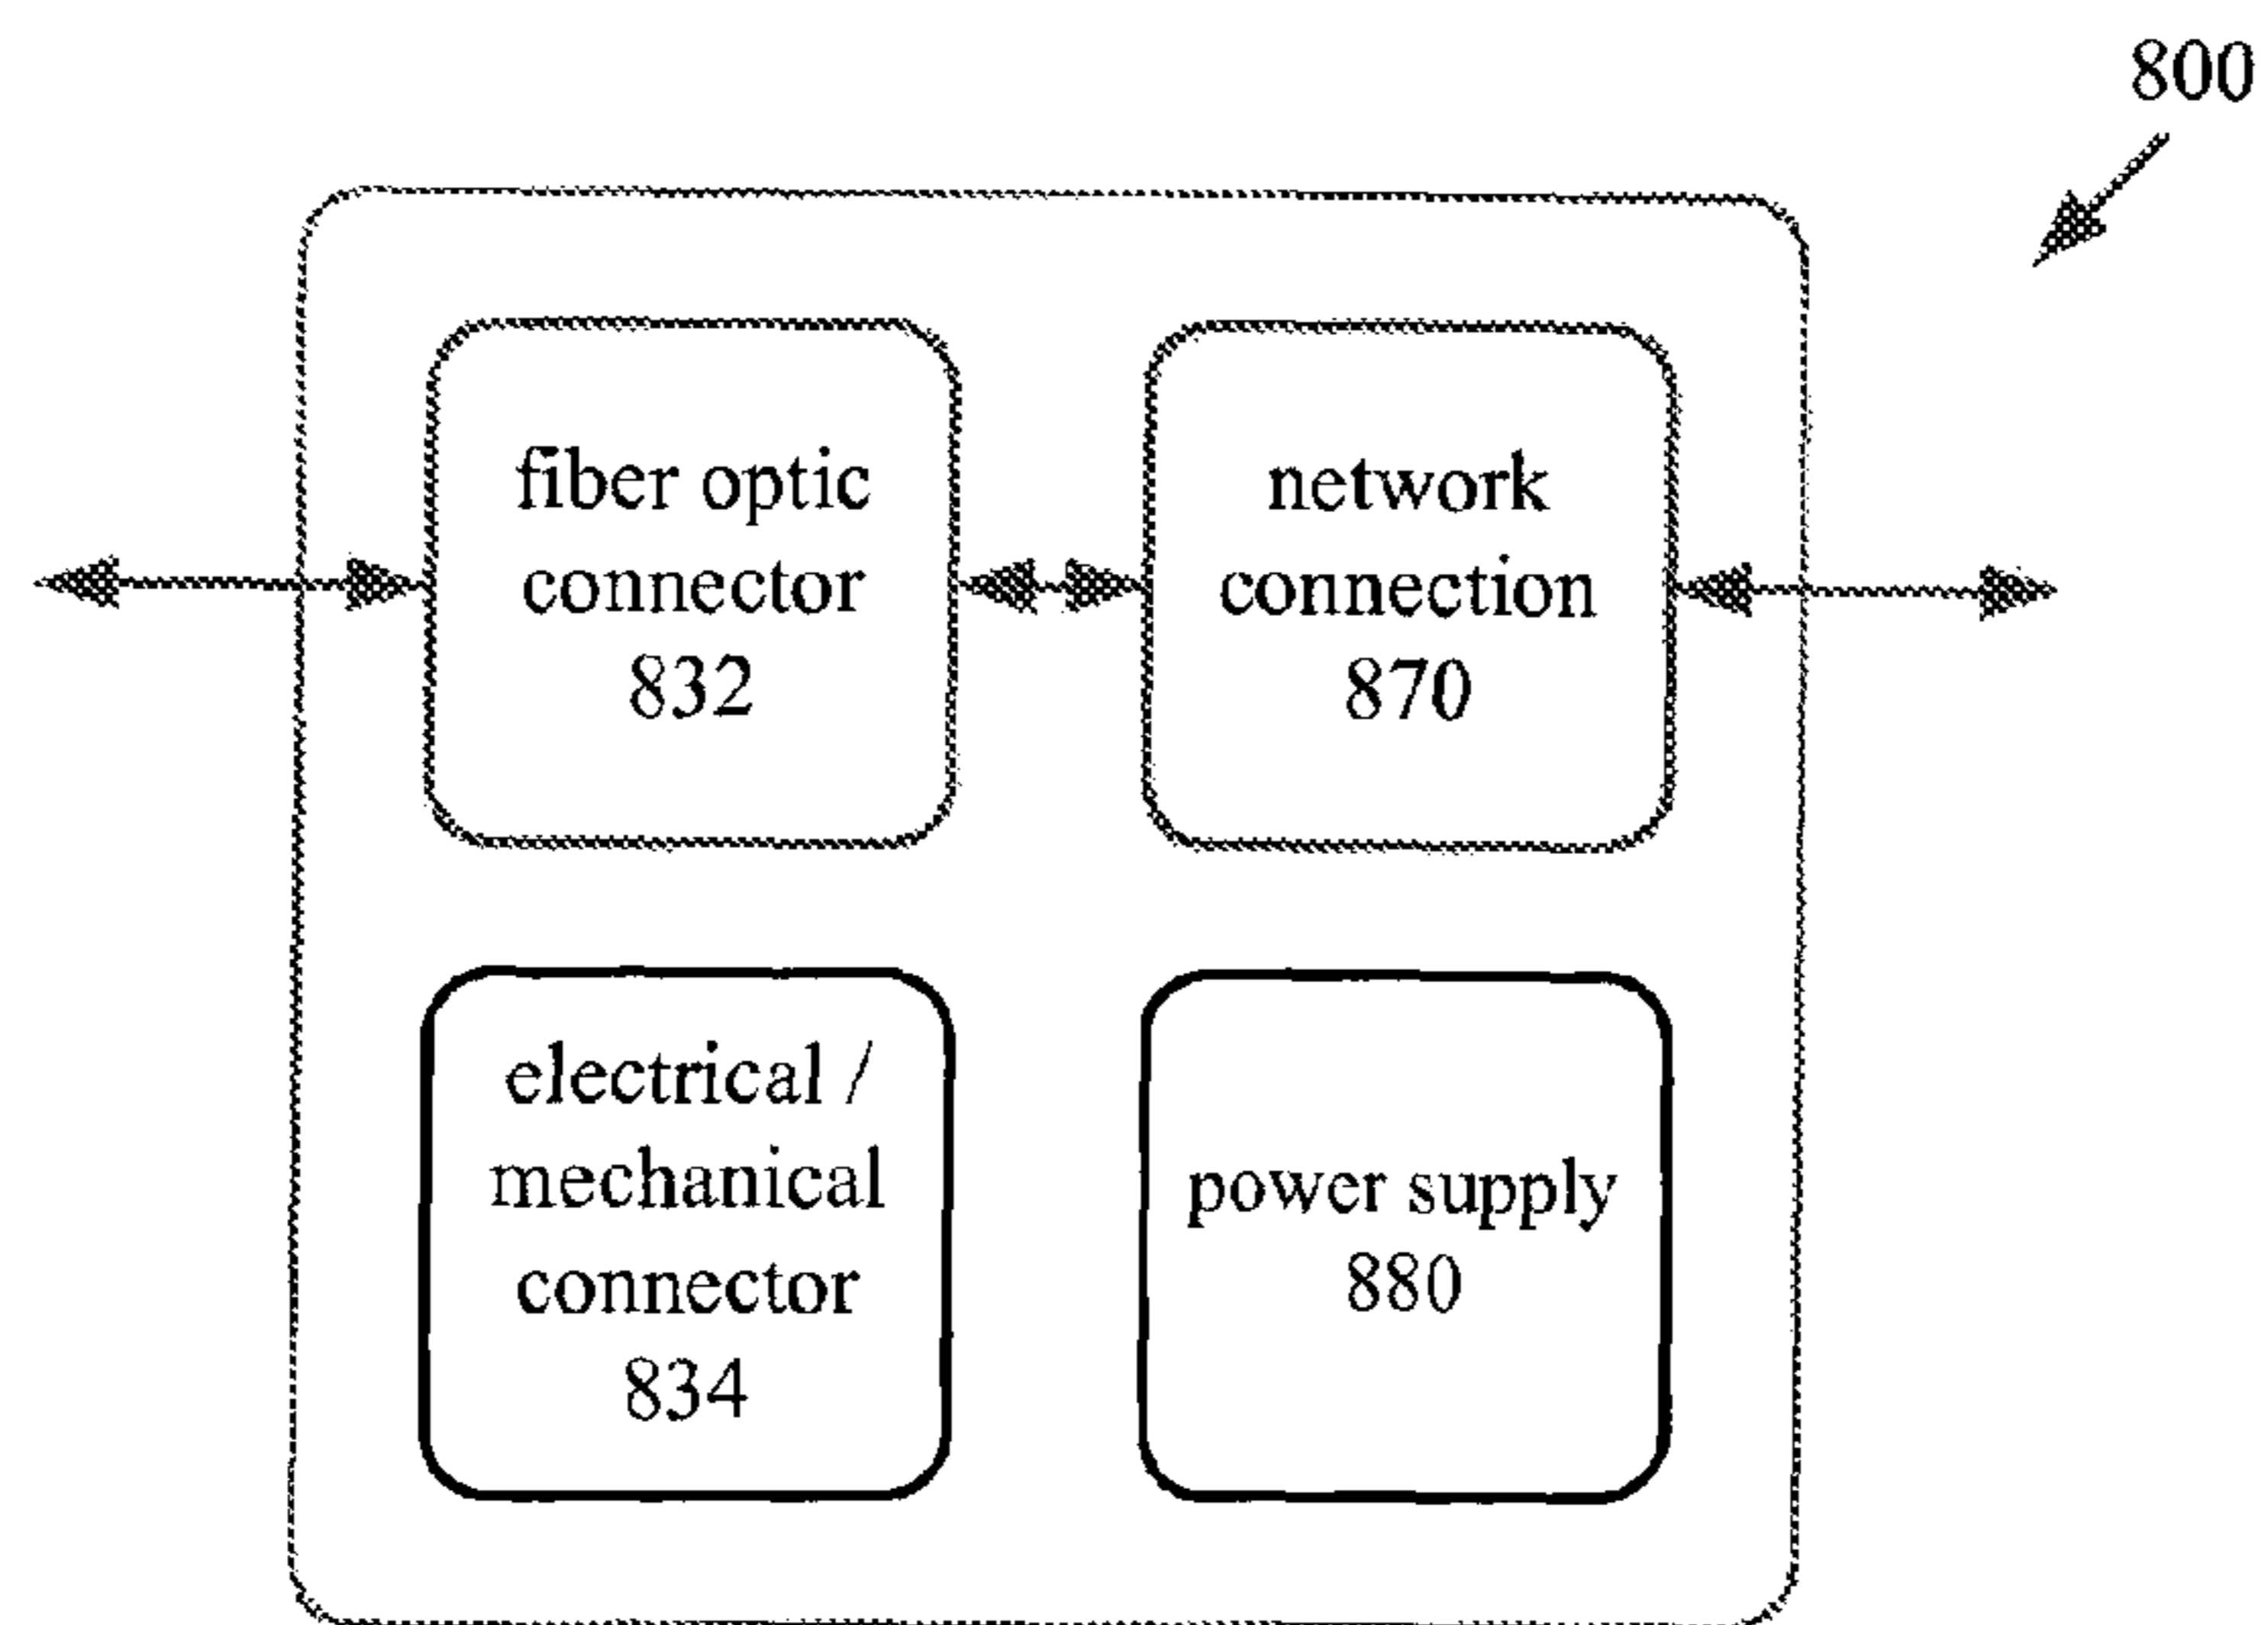 800
fiber optic
connector
832
network
connection
870
electrical /
mechanical
connector
834
power supply
880